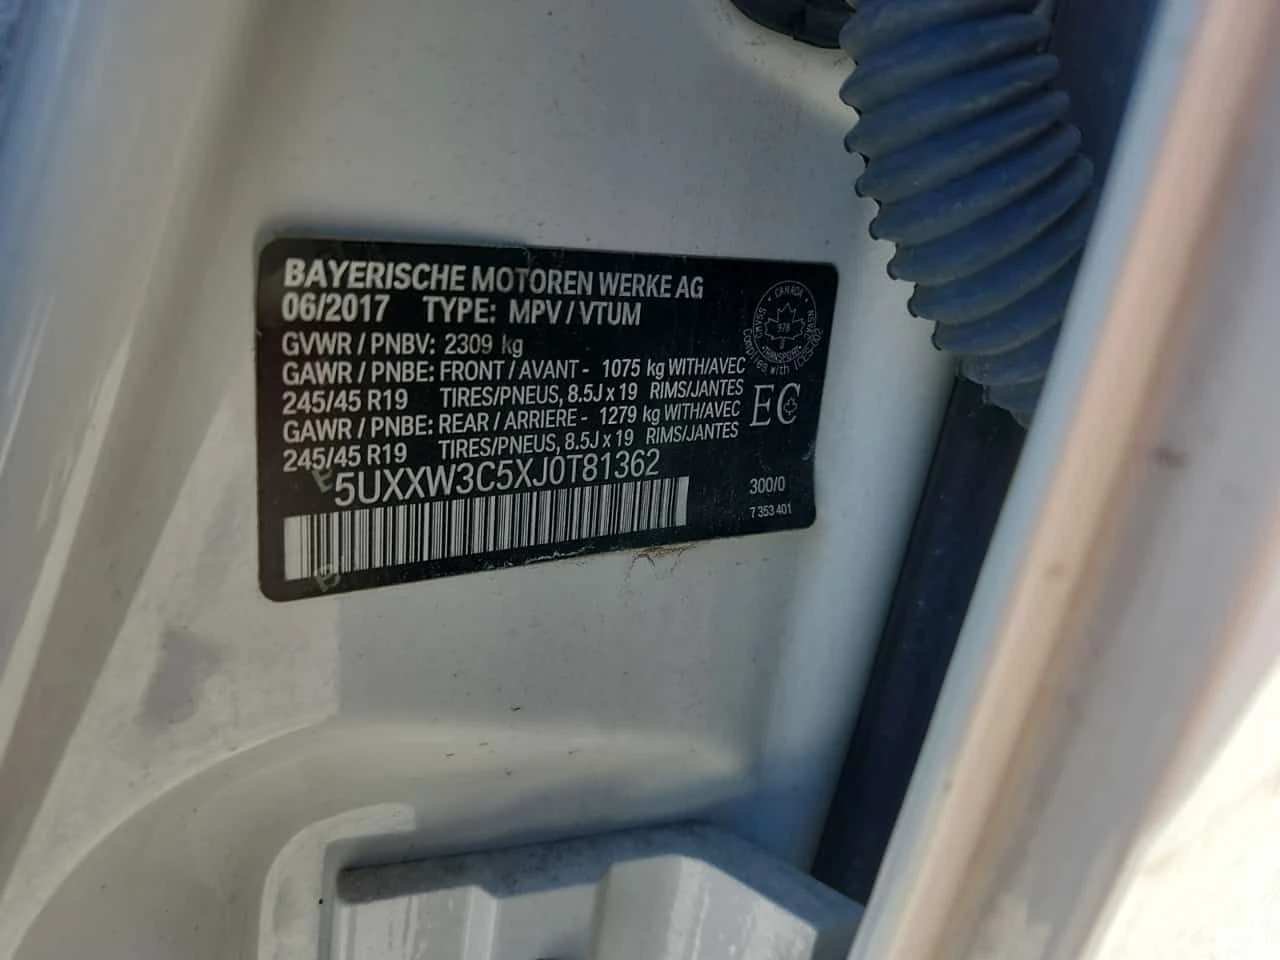 BAYERISCHE MOTOREN WERKE AG
06/2017 TYPE: MPV / VTUM
GVWR / PNBV: 2309 kg
GAWR / PNBE: FRONT / AVANT - 1075 kg WITH/AVEC
245/45 R19 TIRES/PNEUS, 8.5J x 19 RIMS/JANTES
GAWR / PNBE: REAR / ARRIERE - 1279 kg WITH/AVEC
245/45 R19 TIRES/PNEUS, 8.5J x 19 RIMS/JANTES
5UXXW3C5XJ0T81362
CANADA
978
EC
300/0
7 353 401